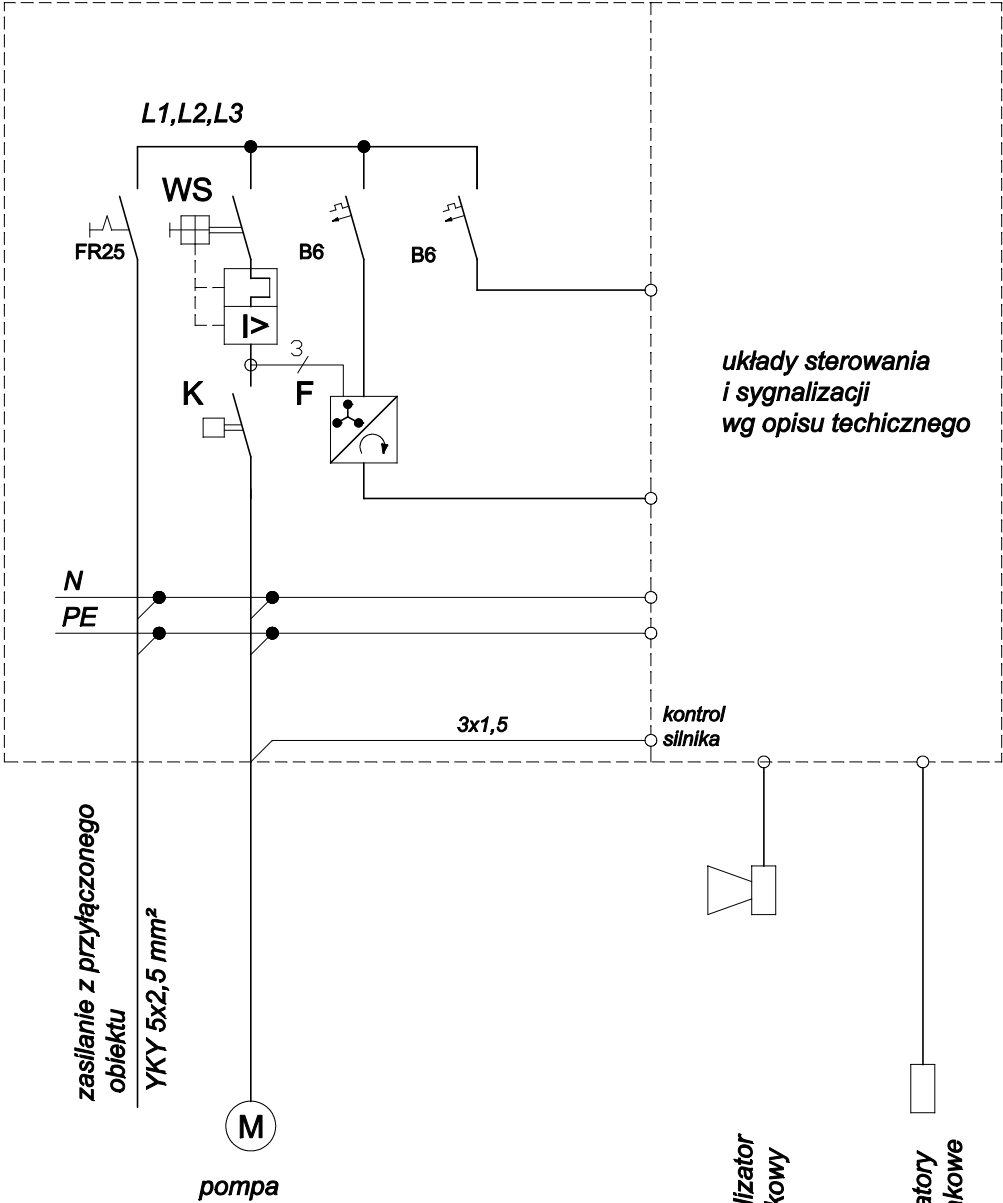 L1,L2,L3
WS
FR25
B6
B6
I>
3
K
F
układy sterowania
i sygnalizacji
wg opisu techicznego
N
PE
3x1,5
kontrol
silnika
zasilanie z przyłączonego
obiektu
YKY 5x2,5 mm²
M
pompa